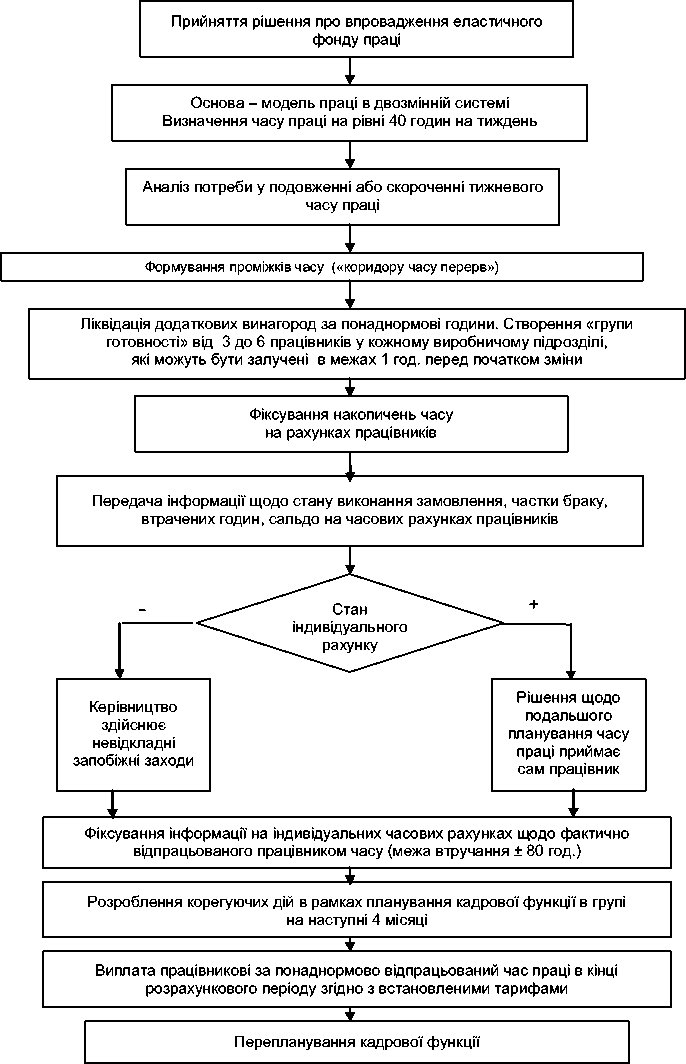 Прийняття рішення про впровадження еластичного
фонду праці
Основа – модель праці в двозмінній системі
Визначення часу праці на рівні 40 годин на тиждень
Аналіз потреби у подовженні або скороченні тижневого
часу праці
Формування проміжків часу («коридору часу перерв»)
Ліквідація додаткових винагород за понаднормові години. Створення «групи
готовності» від 3 до 6 працівників у кожному виробничому підрозділі,
які можуть бути залучені в межах 1 год. перед початком зміни
Фіксування накопичень часу
на рахунках працівників
Передача інформації щодо стану виконання замовлення, частки браку,
втрачених годин, сальдо на часових рахунках працівників
–
+
Стан
індивідуального
рахунку
Керівництво
здійснює
невідкладні
запобіжні заходи
Рішення щодо
подальшого
планування часу
праці приймає
сам працівник
Фіксування інформації на індивідуальних часових рахунках щодо фактично
відпрацьованого працівником часу (межа втручання ± 80 год.)
Розроблення корегуючих дій в рамках планування кадрової функції в групі
на наступні 4 місяці
Виплата працівникові за понаднормово відпрацьований час праці в кінці
розрахункового періоду згідно з встановленими тарифами
Перепланування кадрової функції